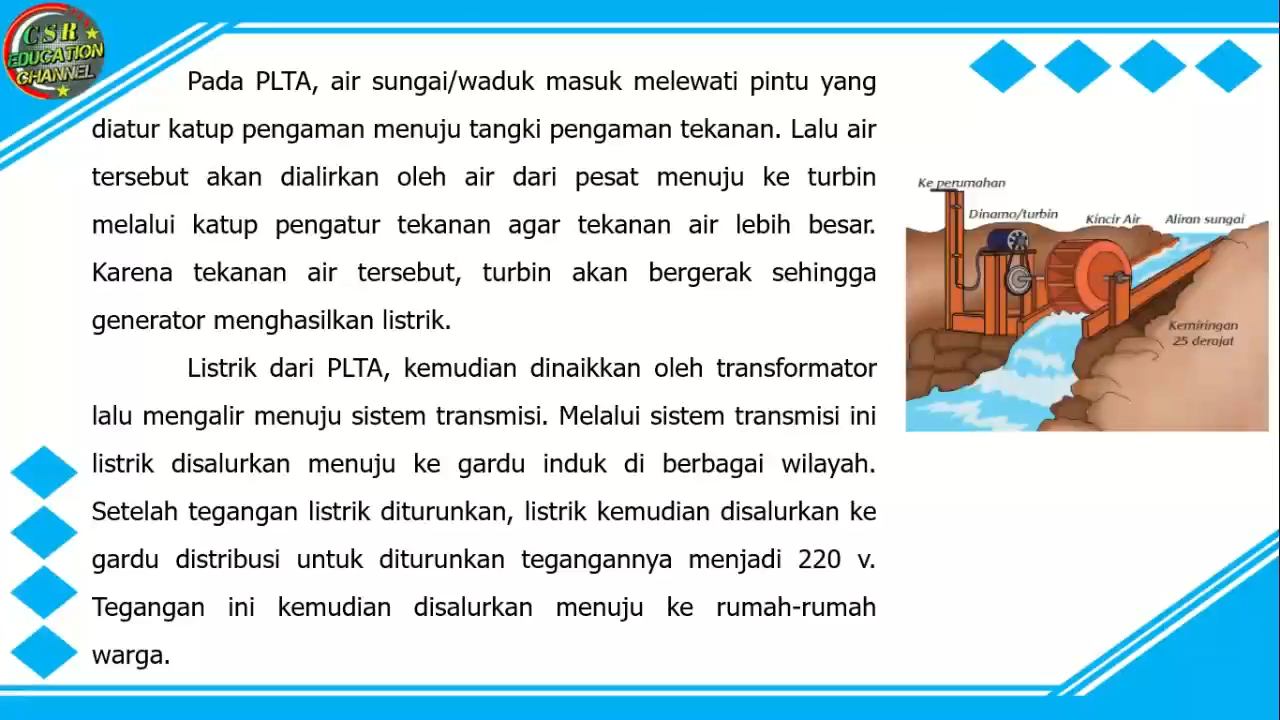 CSR
EDUCATION
CHANNEL
Pada PLTA, air sungai/waduk masuk melewati pintu yang
diatur katup pengaman menuju tangki pengaman tekanan. Lalu air
tersebut akan dialirkan oleh air dari pesat menuju ke turbin
melalui katup pengatur tekanan agar tekanan air lebih besar.
Karena tekanan air tersebut, turbin akan bergerak sehingga
generator menghasilkan listrik.
Listrik dari PLTA, kemudian dinaikkan oleh transformator
lalu mengalir menuju sistem transmisi. Melalui sistem transmisi ini
listrik disalurkan menuju ke gardu induk di berbagai wilayah.
Setelah tegangan listrik diturunkan, listrik kemudian disalurkan ke
gardu distribusi untuk diturunkan tegangannya menjadi 220 v.
Tegangan ini kemudian disalurkan menuju ke rumah-rumah
warga.
Ke perumahan
Dinamo/turbin
Kincir Air
Aliran sungai
Kemiringan
25 derajat